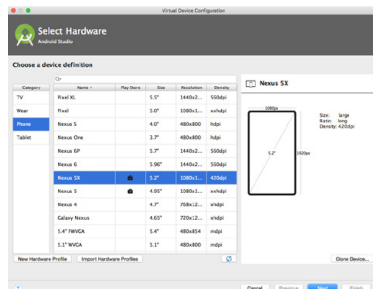 Virtual Device Configuration
Select Hardware
Android Studio
Choose a device definition
Category Name Play Store Size Resolution Density
TV
Wear
Phone
Tablet
Pixel XL 5.5" 1440x2... 560dpi
Pixel 5.0" 1080x1... xxhdpi
Nexus S 4.0" 480x800 hdpi
Nexus One 3.7" 480x800 hdpi
Nexus 6P 5.7" 1440x2... 560dpi
Nexus 6 5.96" 1440x2... 560dpi
Nexus 5X 5.2" 1080x1... 420dpi
Nexus 5 4.95" 1080x1... xxhdpi
Nexus 4 4.7" 768x12... xhdpi
Galaxy Nexus 4.65" 720x12... xhdpi
5.4" FWVGA 5.4" 480x854 mdpi
5.1" WVGA 5.1" 480x800 mdpi
New Hardware Profile Import Hardware Profiles
Nexus 5X
1080px
5.2" 1920px
Size: large
Ratio: long
Density: 420dpi
Clone Device...
Cancel Previous Next Finish